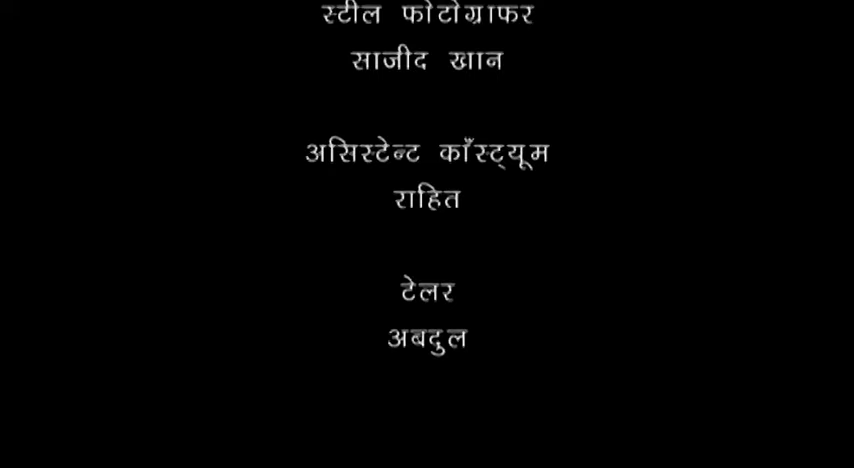 स्टील फोटोग्राफर
साजीद खान
असिस्टेन्ट काँस्ट्यूम
राहित
टेलर
अबदुल